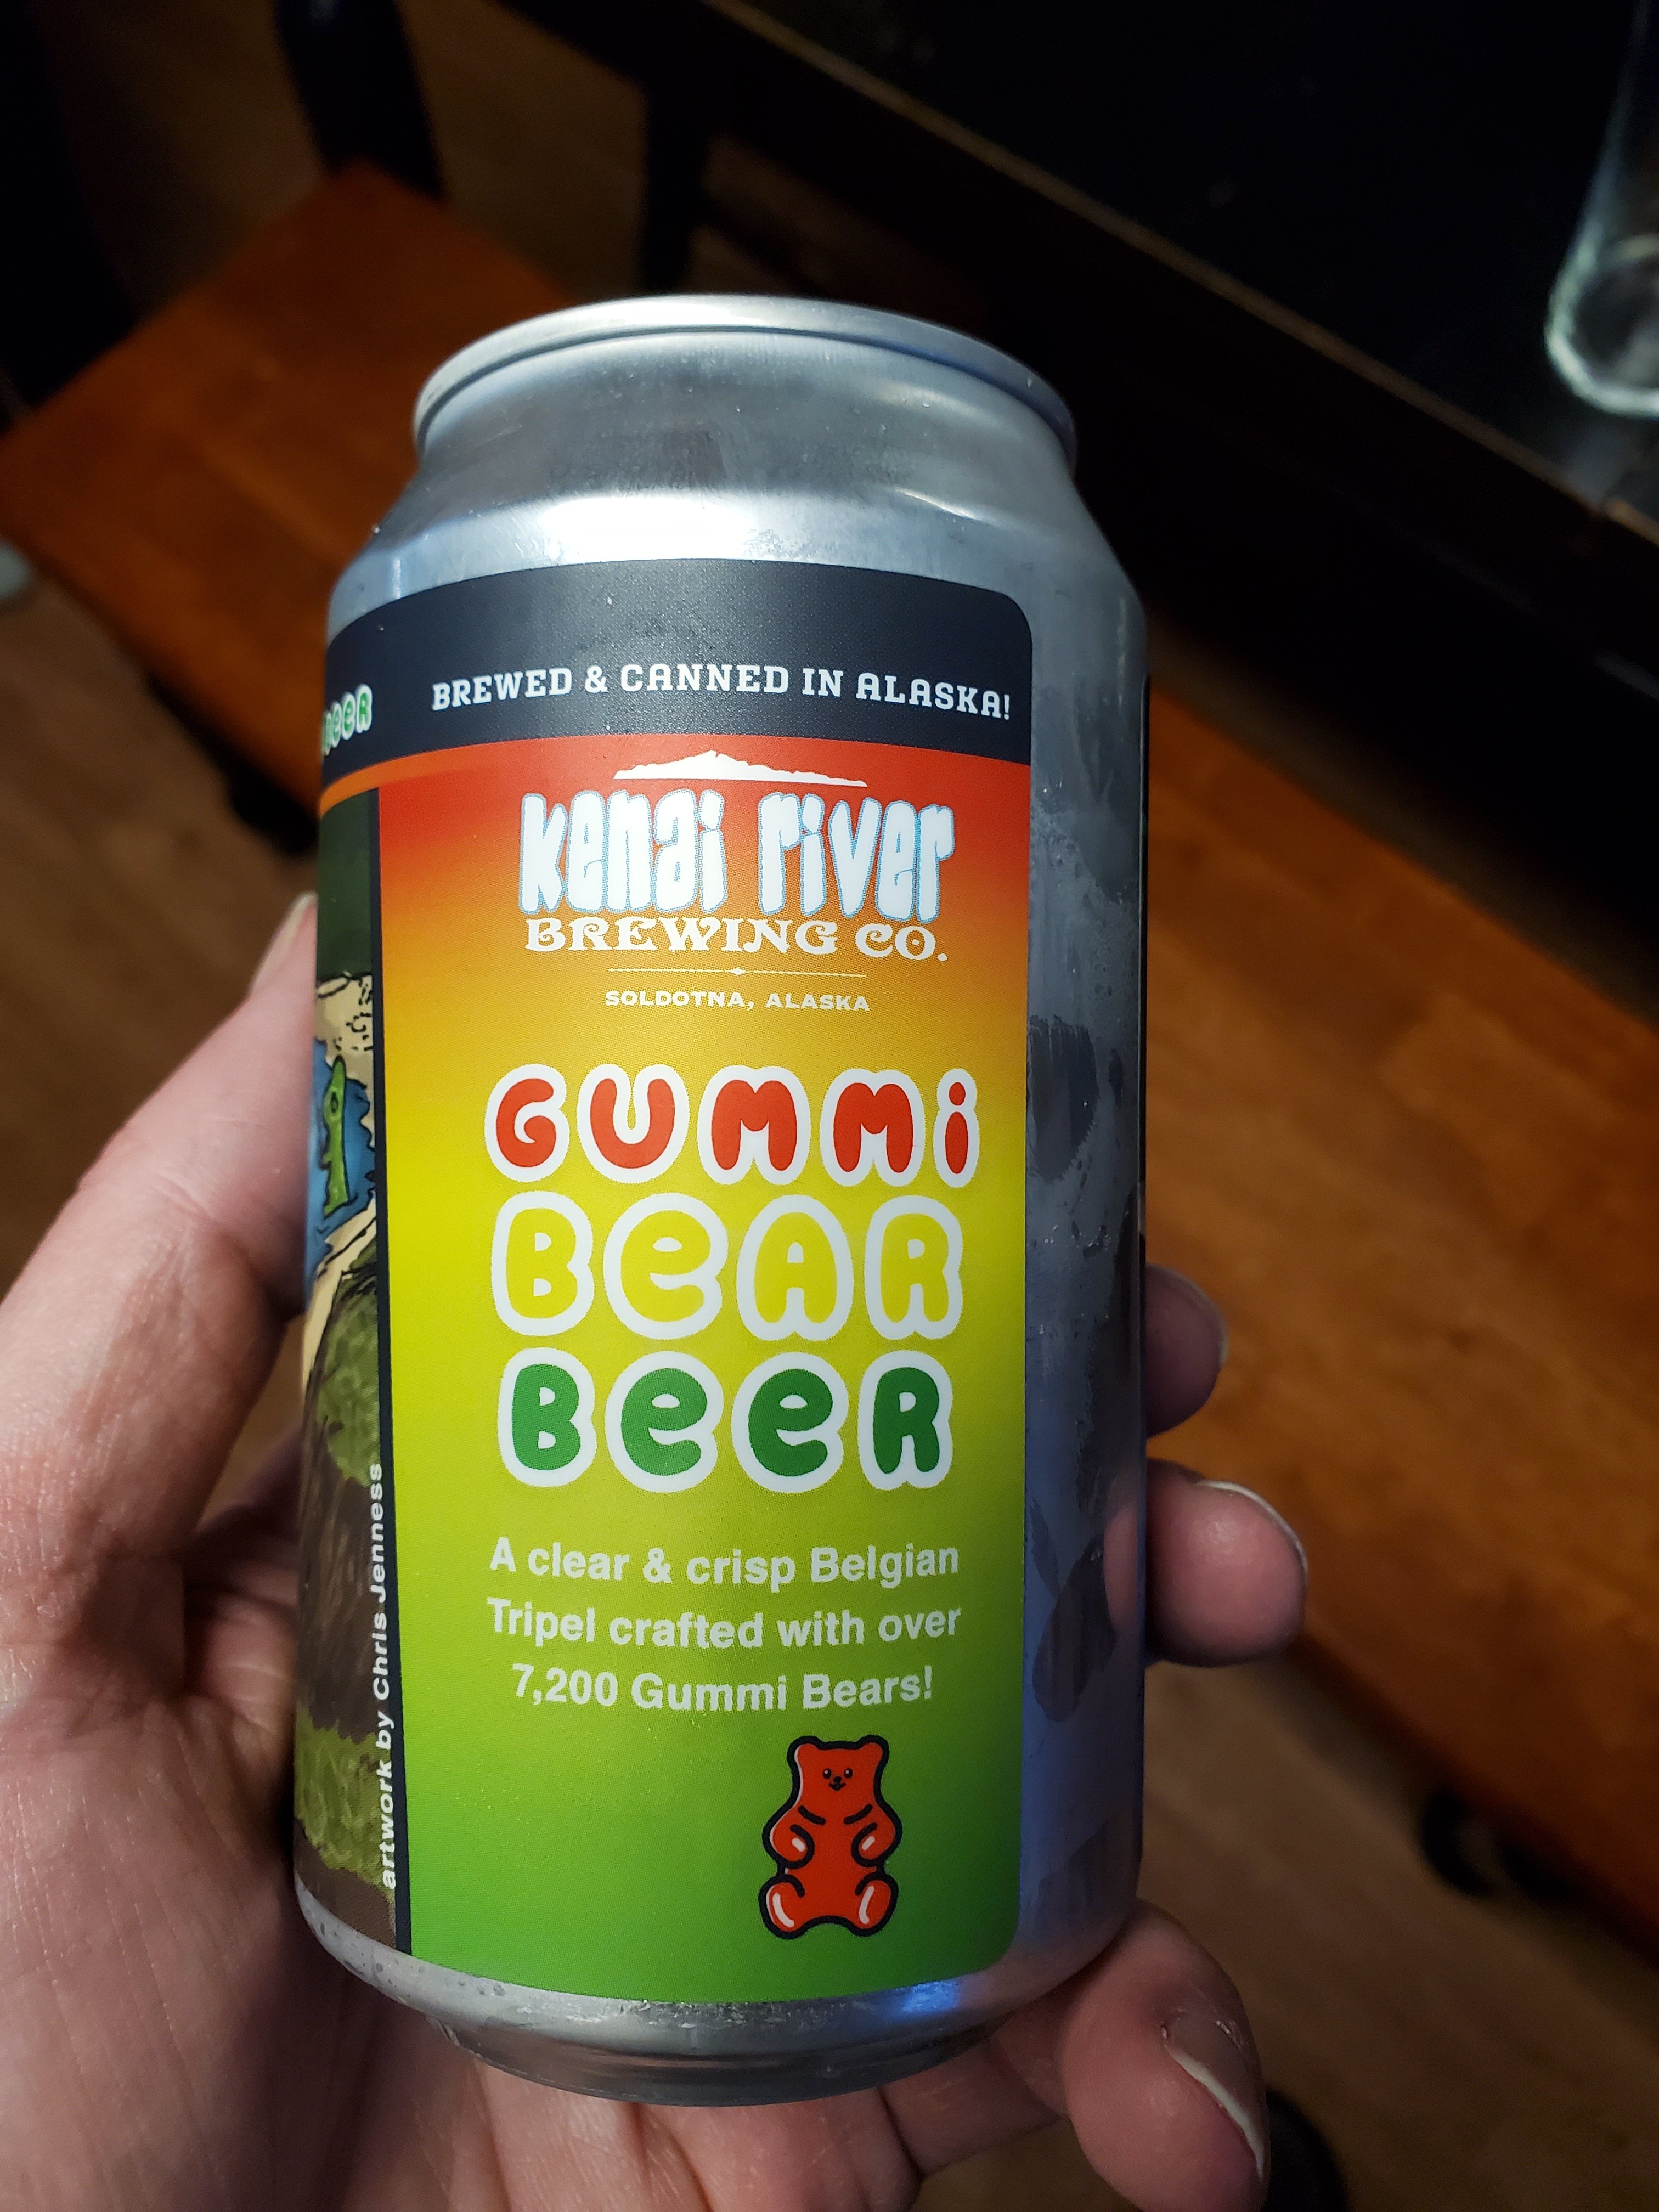 BEER
BREWED & CANNED IN ALASKA!
kenai river
BREWING CO.
SOLDOTNA, ALASKA
GUMMi
BeAR
BeeR
A clear & crisp Belgian
Tripel crafted with over
7,200 Gummi Bears!
artwork by Chris Jenness